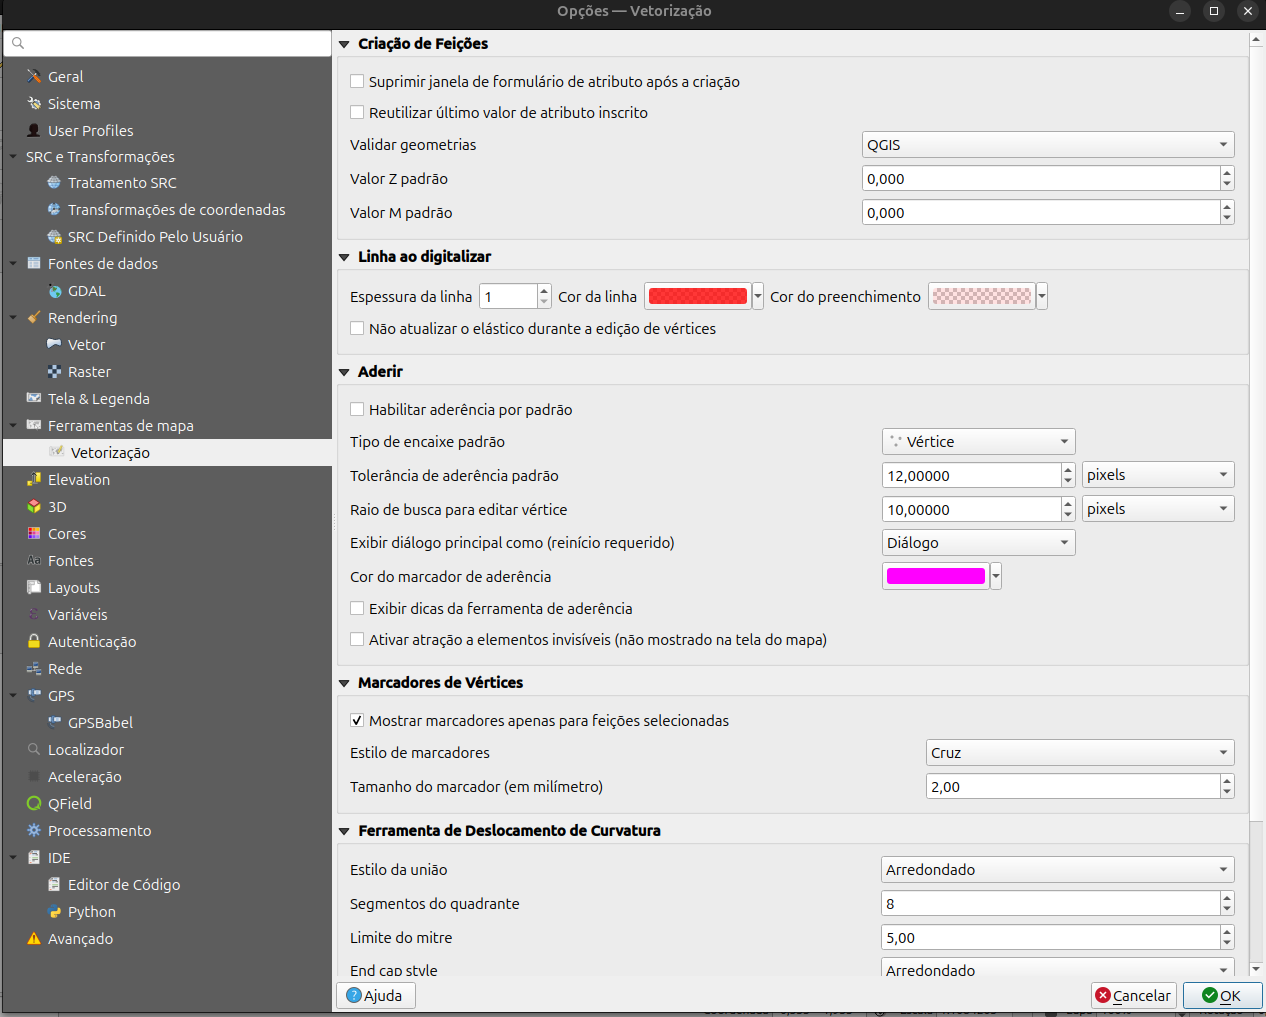 Opções — Vetorização
Geral
Sistema
User Profiles
SRC e Transformações
Tratamento SRC
Transformações de coordenadas
SRC Definido Pelo Usuário
Fontes de dados
GDAL
Rendering
Vetor
Raster
Tela & Legenda
Ferramentas de mapa
Vetorização
Elevation
3D
Cores
Fontes
Layouts
Variáveis
Autenticação
Rede
GPS
GPSBabel
Localizador
Aceleração
QField
Processamento
IDE
Editor de Código
Python
Avançado
Criação de Feições
Suprimir janela de formulário de atributo após a criação
Reutilizar último valor de atributo inscrito
Validar geometrias QGIS
Valor Z padrão 0,000
Valor M padrão 0,000
Linha ao digitalizar
Espessura da linha 1 Cor da linha Cor do preenchimento
Não atualizar o elástico durante a edição de vértices
Aderir
Habilitar aderência por padrão
Tipo de encaixe padrão Vértice
Tolerância de aderência padrão 12,00000 pixels
Raio de busca para editar vértice 10,00000 pixels
Exibir diálogo principal como (reinício requerido) Diálogo
Cor do marcador de aderência
Exibir dicas da ferramenta de aderência
Ativar atração a elementos invisíveis (não mostrado na tela do mapa)
Marcadores de Vértices
Mostrar marcadores apenas para feições selecionadas
Estilo de marcadores Cruz
Tamanho do marcador (em milímetro) 2,00
Ferramenta de Deslocamento de Curvatura
Estilo da união Arredondado
Segmentos do quadrante 8
Limite do mitre 5,00
End cap style Arredondado
Ajuda Cancelar OK